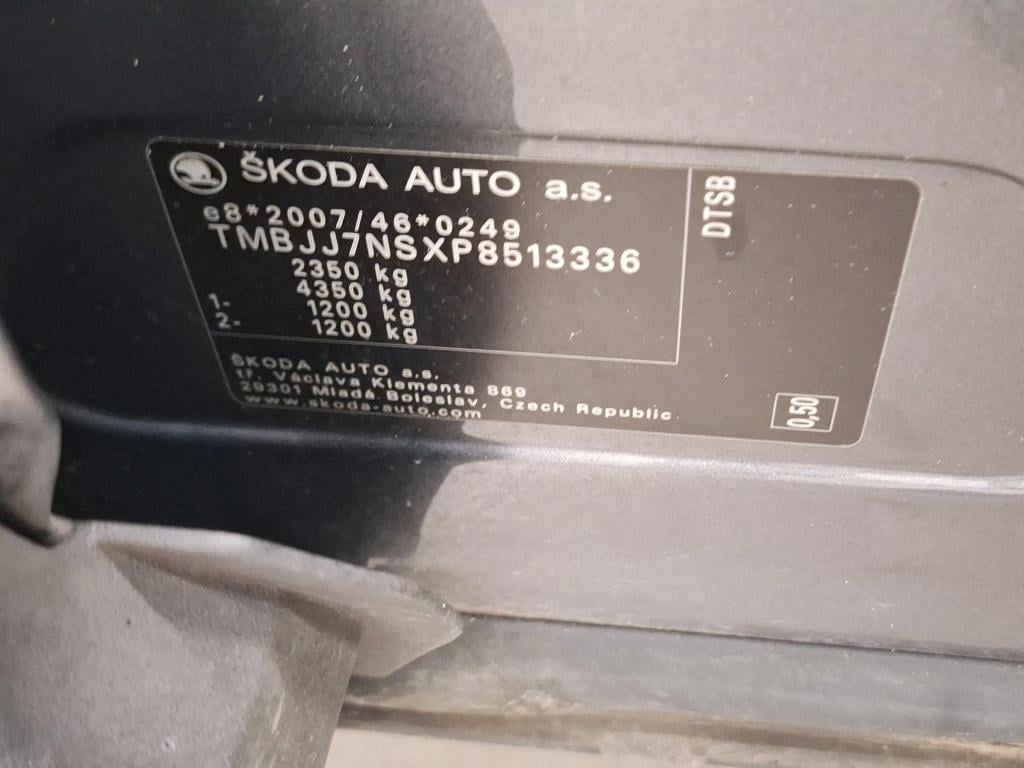 ŠKODA AUTO a.s.
e8*2007/46*0249
TMBJJ7NSXP8513336
2350 kg
4350 kg
1- 1200 kg
2- 1200 kg
ŠKODA AUTO a.s.
tř. Václava Klementa 869
29301 Mladá Boleslav, Czech Republic
www.skoda-auto.com
DTSB
0,50